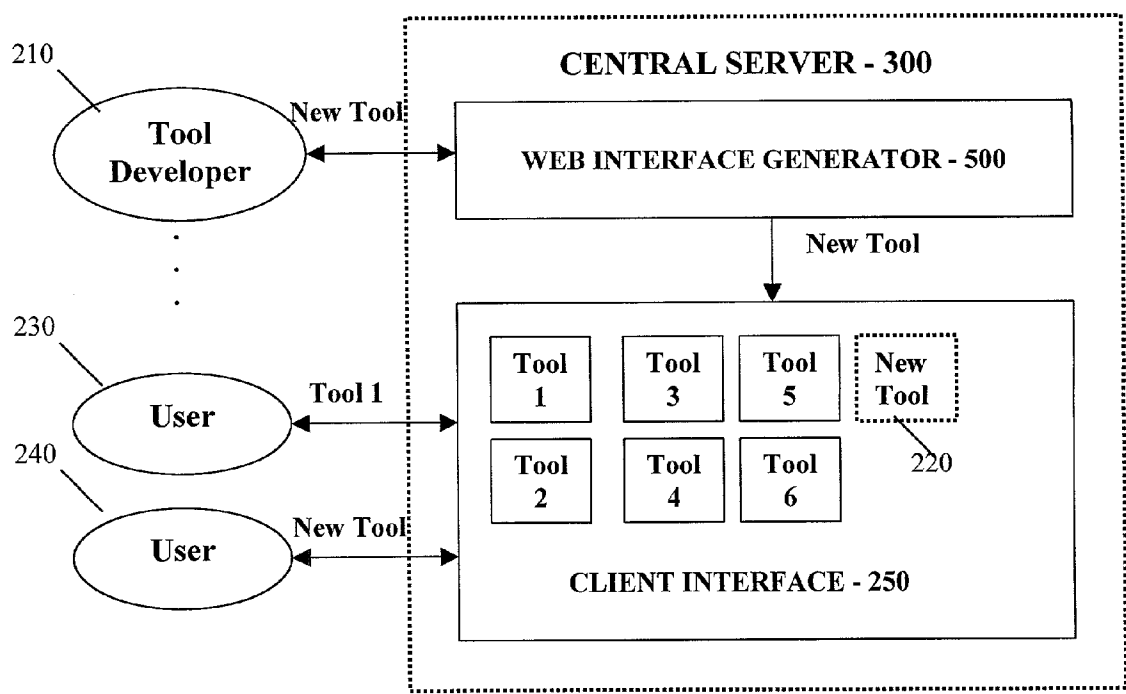 210
CENTRAL SERVER - 300
New Tool
Tool
Developer
WEB INTERFACE GENERATOR - 500
New Tool
230
Tool
1
Tool
3
Tool
5
New
Tool
User
Tool 1
240
220
Tool
2
Tool
4
Tool
6
User
New Tool
CLIENT INTERFACE - 250